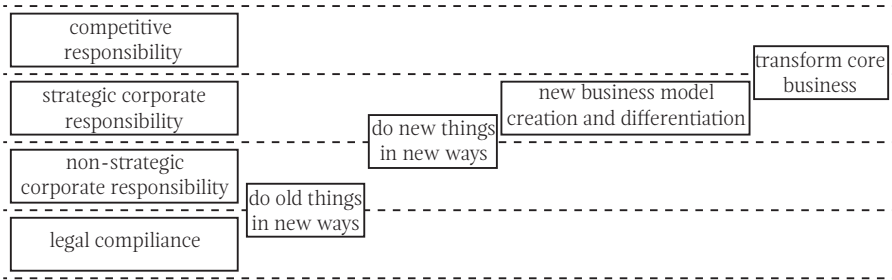 competitive
responsibility
transform core
business
strategic corporate
responsibility
new business model
creation and differentiation
do new things
in new ways
non-strategic
corporate responsibility
do old things
in new ways
legal compiliance